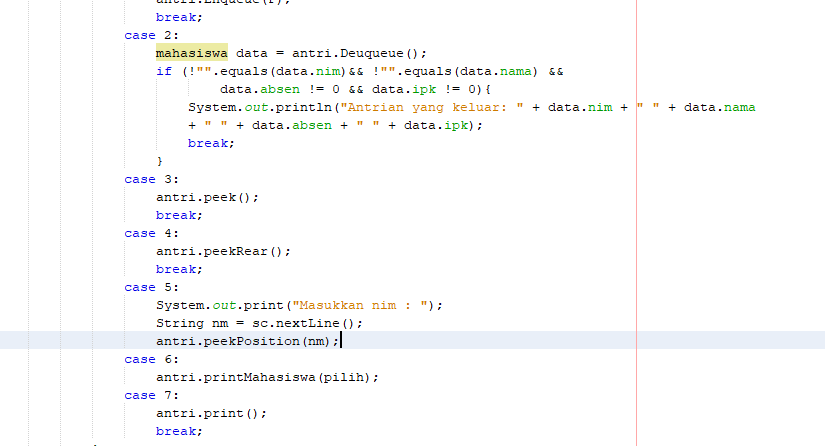 antri.Enqueue(r);
break;
case 2:
mahasiswa data = antri.Deuqueue();
if (!"".equals(data.nim)&& !"".equals(data.nama) &&
data.absen != 0 && data.ipk != 0){
System.out.println("Antrian yang keluar: " + data.nim + " " + data.nama
+ " " + data.absen + " " + data.ipk);
break;
}
case 3:
antri.peek();
break;
case 4:
antri.peekRear();
break;
case 5:
System.out.print("Masukkan nim : ");
String nm = sc.nextLine();
antri.peekPosition(nm);
case 6:
antri.printMahasiswa(pilih);
case 7:
antri.print();
break;